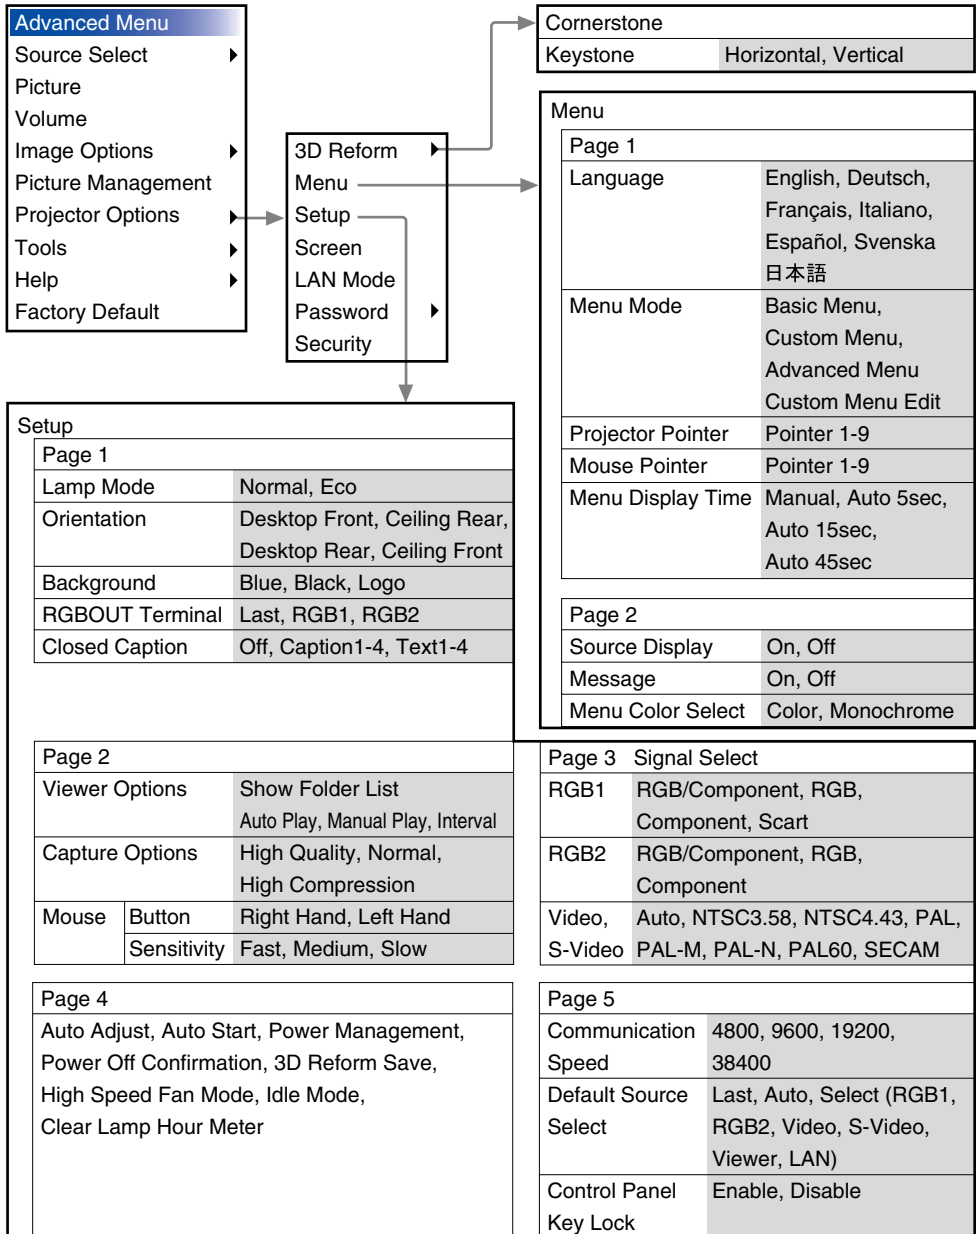 Advanced Menu
Source Select
Picture
Volume
Image Options
Picture Management
Projector Options
Tools
Help
Factory Default
3D Reform
Menu
Setup
Screen
LAN Mode
Password
Security
Cornerstone
Keystone Horizontal, Vertical
Menu
Page 1
Language English, Deutsch,
Français, Italiano,
Español, Svenska
日本語
Menu Mode Basic Menu,
Custom Menu,
Advanced Menu
Custom Menu Edit
Projector Pointer Pointer 1-9
Mouse Pointer Pointer 1-9
Menu Display Time Manual, Auto 5sec,
Auto 15sec,
Auto 45sec
Page 2
Source Display On, Off
Message On, Off
Menu Color Select Color, Monochrome
Setup
Page 1
Lamp Mode Normal, Eco
Orientation Desktop Front, Ceiling Rear,
Desktop Rear, Ceiling Front
Background Blue, Black, Logo
RGBOUT Terminal Last, RGB1, RGB2
Closed Caption Off, Caption1-4, Text1-4
Page 2
Viewer Options Show Folder List
Auto Play, Manual Play, Interval
Capture Options High Quality, Normal,
High Compression
Mouse Button Right Hand, Left Hand
Sensitivity Fast, Medium, Slow
Page 3 Signal Select
RGB1 RGB/Component, RGB,
Component, Scart
RGB2 RGB/Component, RGB,
Component
Video, Auto, NTSC3.58, NTSC4.43, PAL,
S-Video PAL-M, PAL-N, PAL60, SECAM
Page 4
Auto Adjust, Auto Start, Power Management,
Power Off Confirmation, 3D Reform Save,
High Speed Fan Mode, Idle Mode,
Clear Lamp Hour Meter
Page 5
Communication 4800, 9600, 19200,
Speed 38400
Default Source Last, Auto, Select (RGB1,
Select RGB2, Video, S-Video,
Viewer, LAN)
Control Panel Enable, Disable
Key Lock